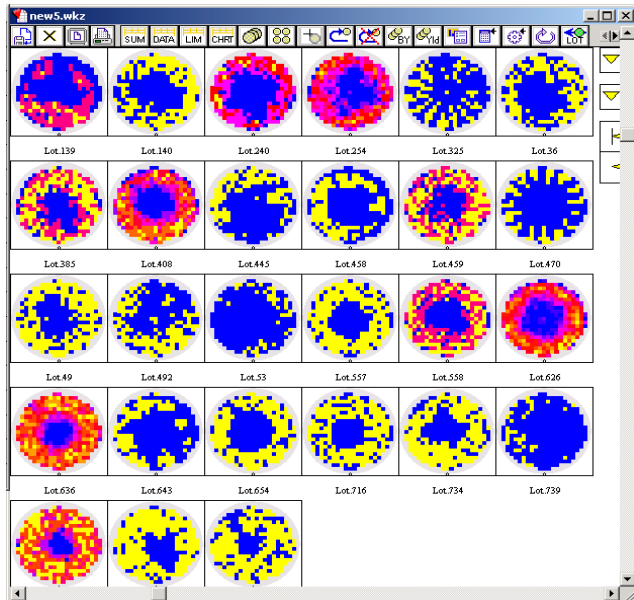 new5.wkz
SUM DATA LIM CHRT BY Yld LOT
Lot.139 Lot.140 Lot.240 Lot.254 Lot.325 Lot.36
Lot.385 Lot.408 Lot.445 Lot.458 Lot.459 Lot.470
Lot.49 Lot.492 Lot.53 Lot.557 Lot.558 Lot.626
Lot.636 Lot.643 Lot.654 Lot.716 Lot.734 Lot.739